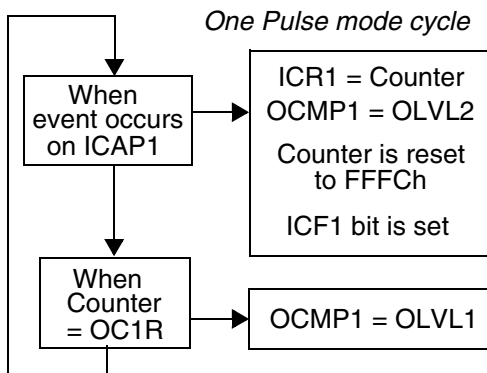 One Pulse mode cycle
When
event occurs
on ICAP1
ICR1 = Counter
OCMP1 = OLVL2
Counter is reset
to FFFCh
ICF1 bit is set
When
Counter
= OC1R
OCMP1 = OLVL1